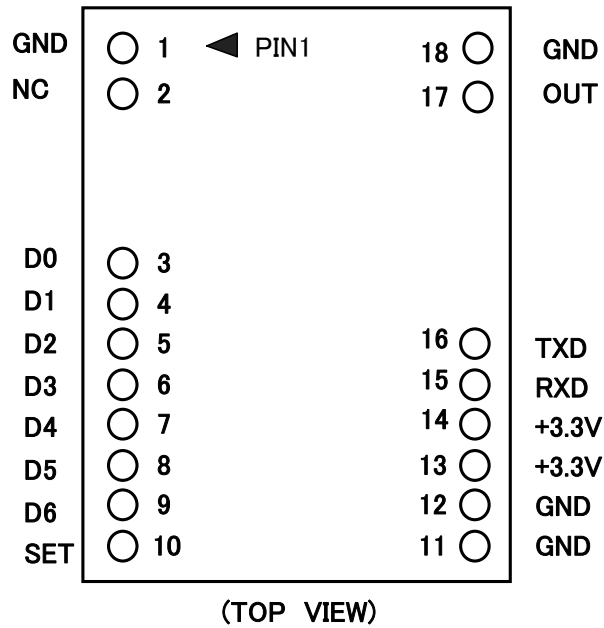 GND 1 ◀ PIN1 18 GND
NC 2 17 OUT
D0 3
D1 4
D2 5 16 TXD
D3 6 15 RXD
D4 7 14 +3.3V
D5 8 13 +3.3V
D6 9 12 GND
SET 10 11 GND
(TOP VIEW)